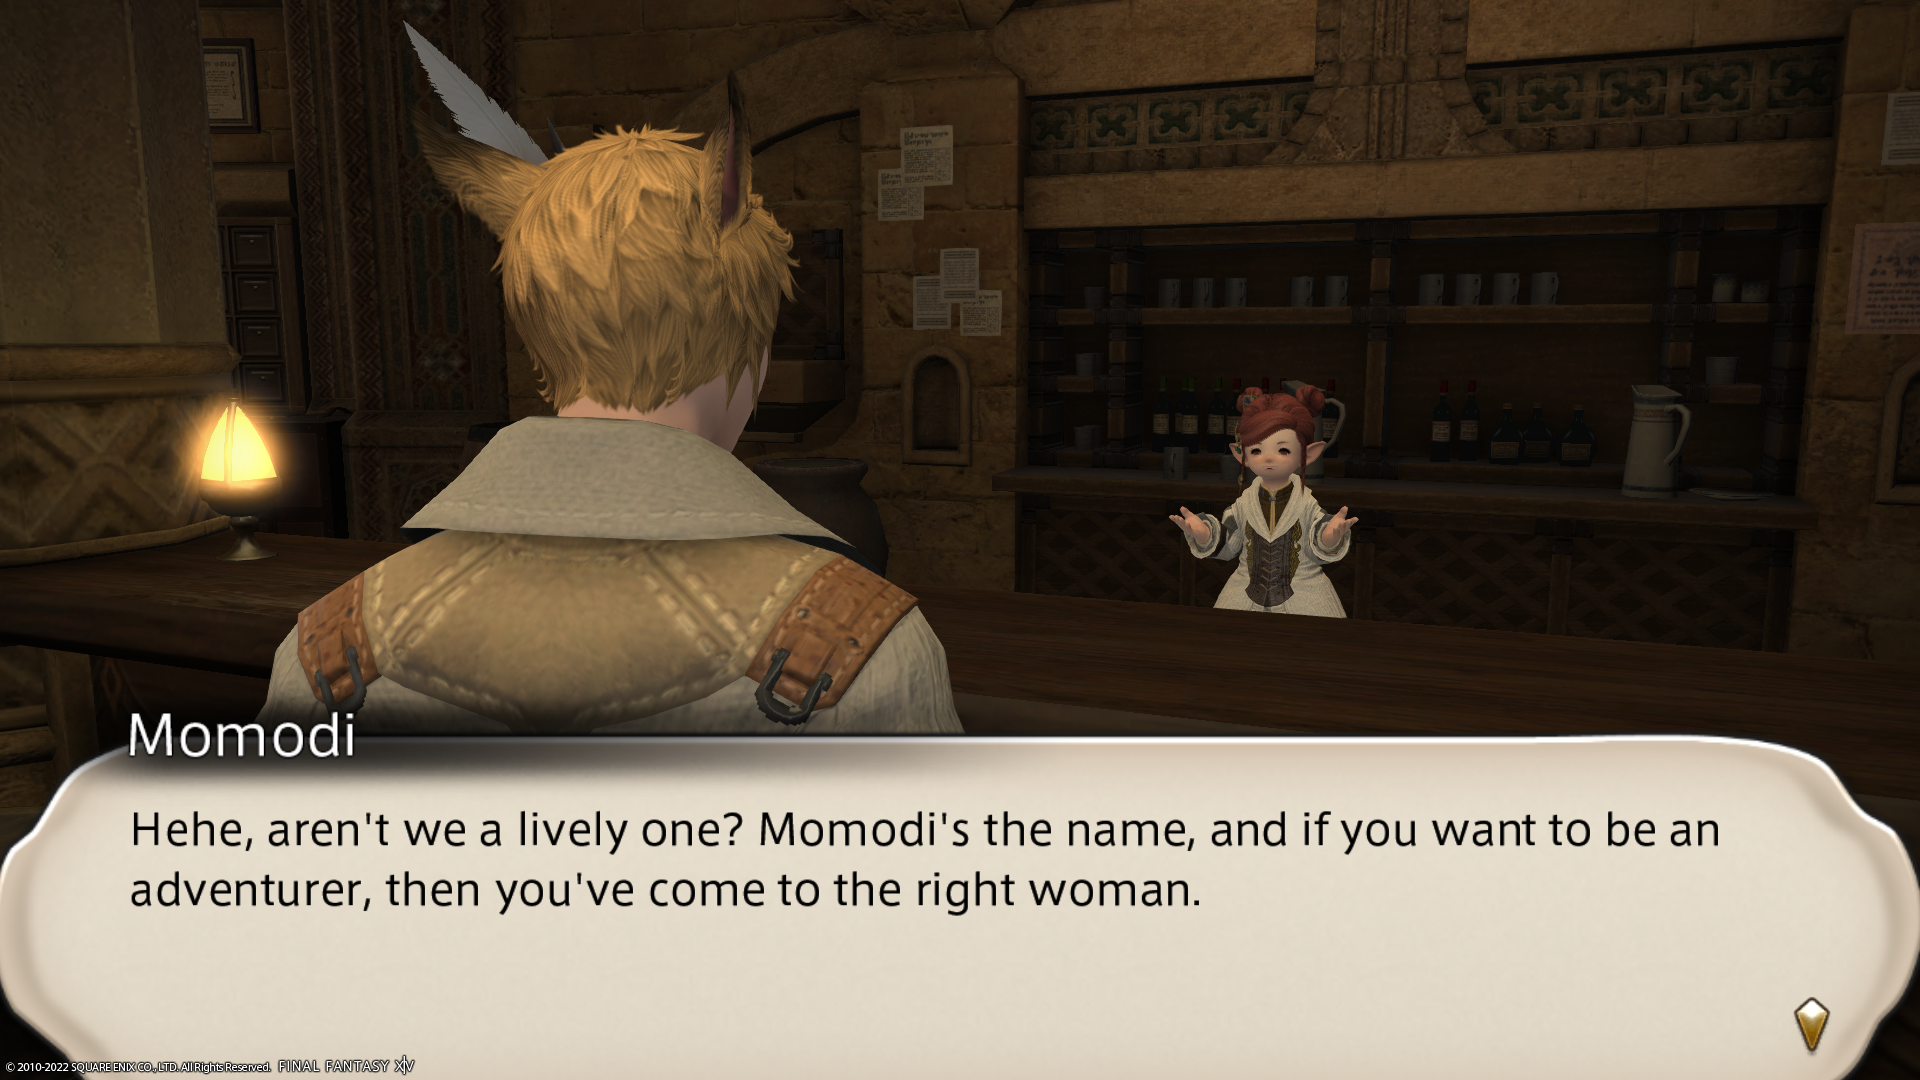 Momodi
Hehe, aren't we a lively one? Momodi's the name, and if you want to be an
adventurer, then you've come to the right woman.
© 2010-2022 SQUARE ENIX CO., LTD. All Rights Reserved. FINAL FANTASY XIV